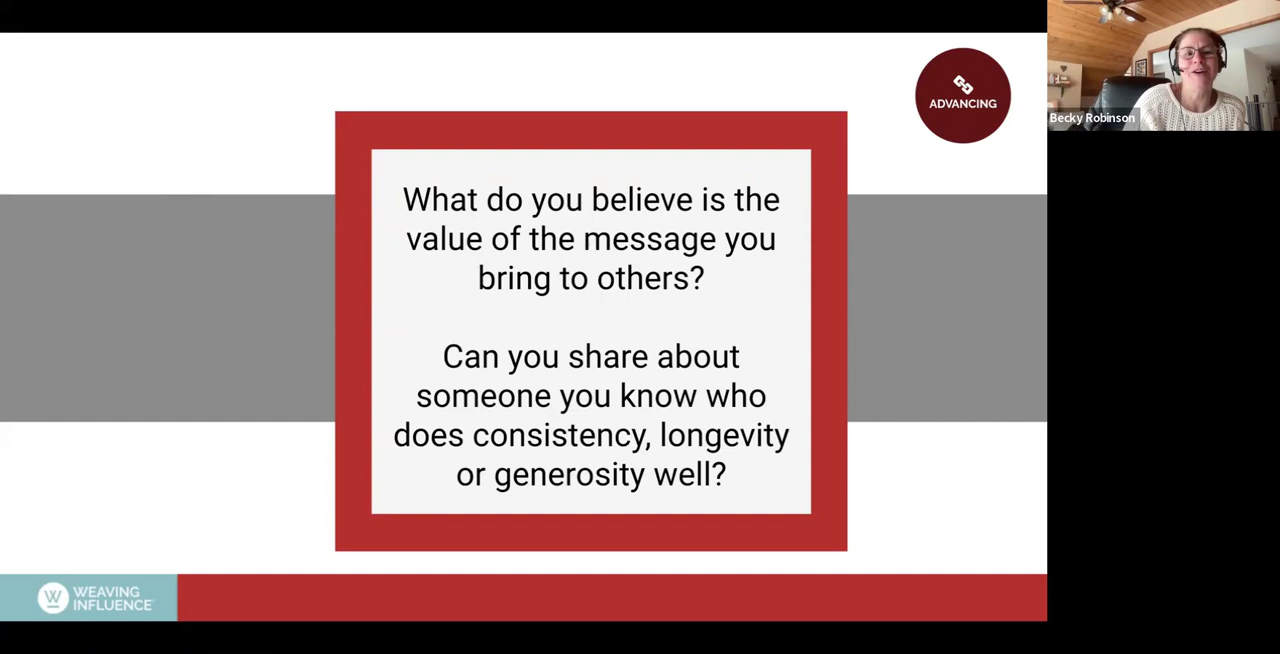 ADVANCING
Becky Robinson
What do you believe is the
value of the message you
bring to others?
Can you share about
someone you know who
does consistency, longevity
or generosity well?
W
WEAVING
INFLUENCE